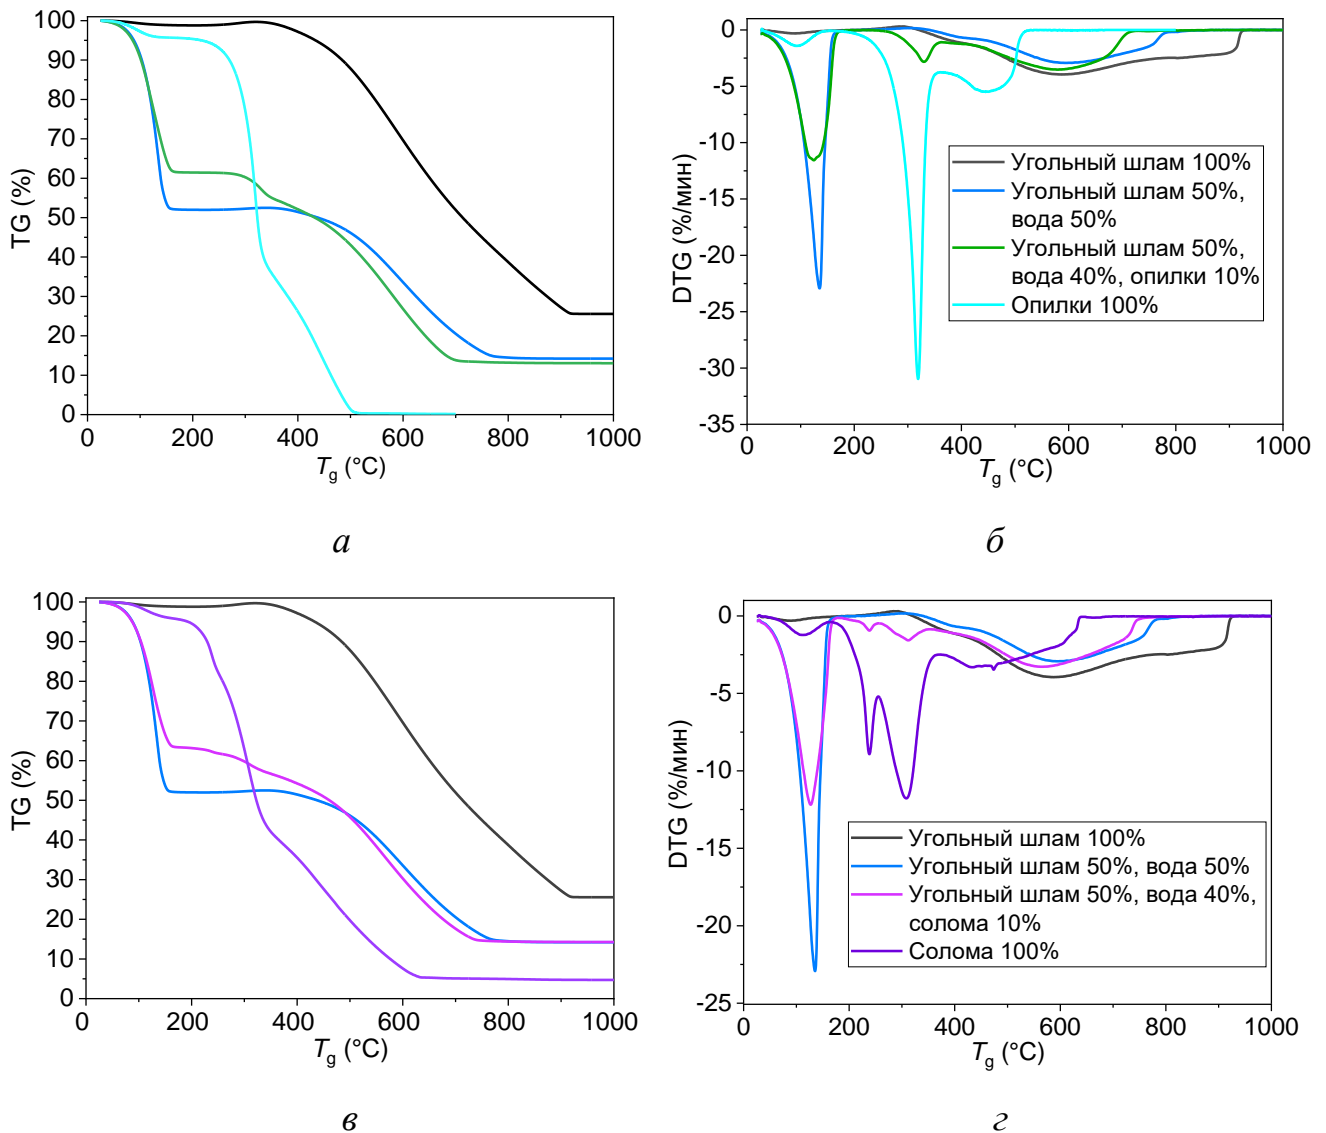 100
90
80
70
60
50
40
30
20
10
0
TG (%)
0
200
400
600
800
1000
Tg (°C)
а
0
-5
-10
-15
-20
-25
-30
-35
DTG (%/мин)
Угольный шлам 100%
Угольный шлам 50%,
вода 50%
Угольный шлам 50%,
вода 40%, опилки 10%
Опилки 100%
0
200
400
600
800
1000
Tg (°C)
б
100
90
80
70
60
50
40
30
20
10
0
TG (%)
0
200
400
600
800
1000
Tg (°C)
в
0
-5
-10
-15
-20
-25
DTG (%/мин)
Угольный шлам 100%
Угольный шлам 50%, вода 50%
Угольный шлам 50%, вода 40%,
солома 10%
Солома 100%
0
200
400
600
800
1000
Tg (°C)
г